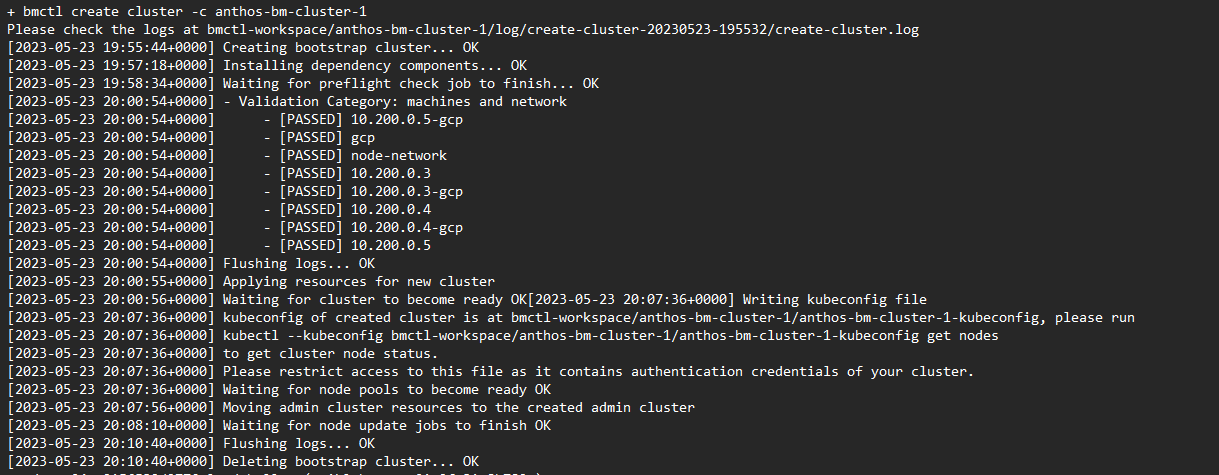 + bmctl create cluster -c anthos-bm-cluster-1
Please check the logs at bmctl-workspace/anthos-bm-cluster-1/log/create-cluster-20230523-195532/create-cluster.log
[2023-05-23 19:55:44+0000] Creating bootstrap cluster... OK
[2023-05-23 19:57:18+0000] Installing dependency components... OK
[2023-05-23 19:58:34+0000] Waiting for preflight check job to finish... OK
[2023-05-23 20:00:54+0000] - Validation Category: machines and network
[2023-05-23 20:00:54+0000]      - [PASSED] 10.200.0.5-gcp
[2023-05-23 20:00:54+0000]      - [PASSED] gcp
[2023-05-23 20:00:54+0000]      - [PASSED] node-network
[2023-05-23 20:00:54+0000]      - [PASSED] 10.200.0.3
[2023-05-23 20:00:54+0000]      - [PASSED] 10.200.0.3-gcp
[2023-05-23 20:00:54+0000]      - [PASSED] 10.200.0.4
[2023-05-23 20:00:54+0000]      - [PASSED] 10.200.0.4-gcp
[2023-05-23 20:00:54+0000]      - [PASSED] 10.200.0.5
[2023-05-23 20:00:54+0000] Flushing logs... OK
[2023-05-23 20:00:55+0000] Applying resources for new cluster
[2023-05-23 20:00:56+0000] Waiting for cluster to become ready OK[2023-05-23 20:07:36+0000] Writing kubeconfig file
[2023-05-23 20:07:36+0000] kubeconfig of created cluster is at bmctl-workspace/anthos-bm-cluster-1/anthos-bm-cluster-1-kubeconfig, please run
[2023-05-23 20:07:36+0000] kubectl --kubeconfig bmctl-workspace/anthos-bm-cluster-1/anthos-bm-cluster-1-kubeconfig get nodes
[2023-05-23 20:07:36+0000] to get cluster node status.
[2023-05-23 20:07:36+0000] Please restrict access to this file as it contains authentication credentials of your cluster.
[2023-05-23 20:07:36+0000] Waiting for node pools to become ready OK
[2023-05-23 20:07:56+0000] Moving admin cluster resources to the created admin cluster
[2023-05-23 20:08:10+0000] Waiting for node update jobs to finish OK
[2023-05-23 20:10:40+0000] Flushing logs... OK
[2023-05-23 20:10:40+0000] Deleting bootstrap cluster... OK